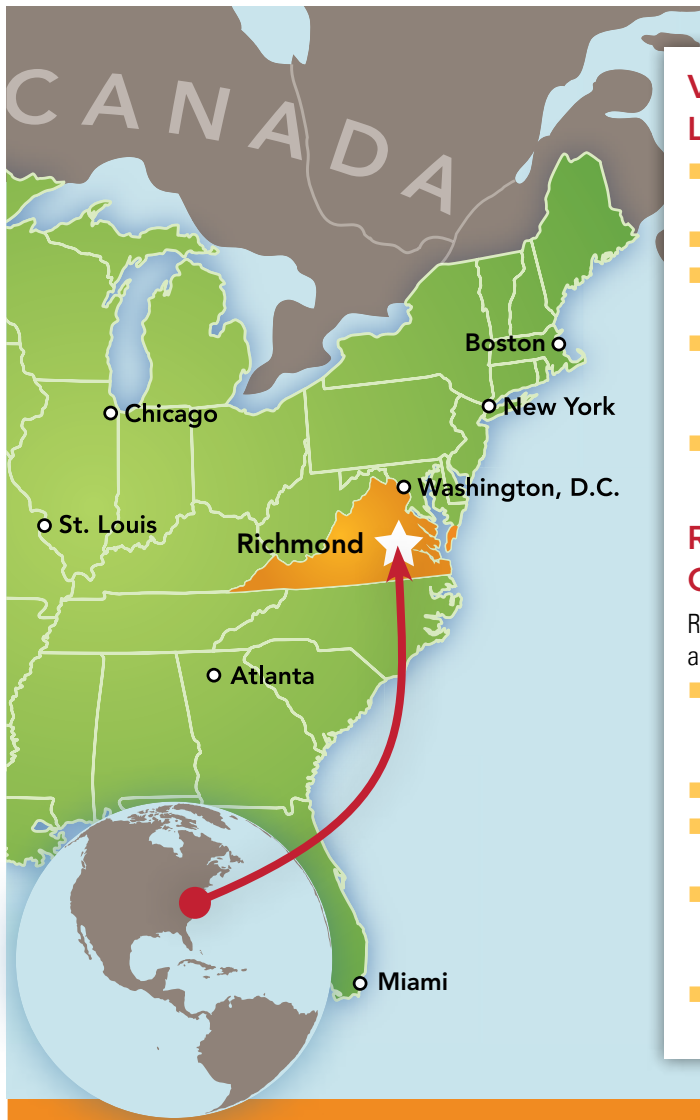 CANADA
Boston
New York
Chicago
Washington, D.C.
St. Louis
Richmond
Atlanta
Miami
V
L
R
a